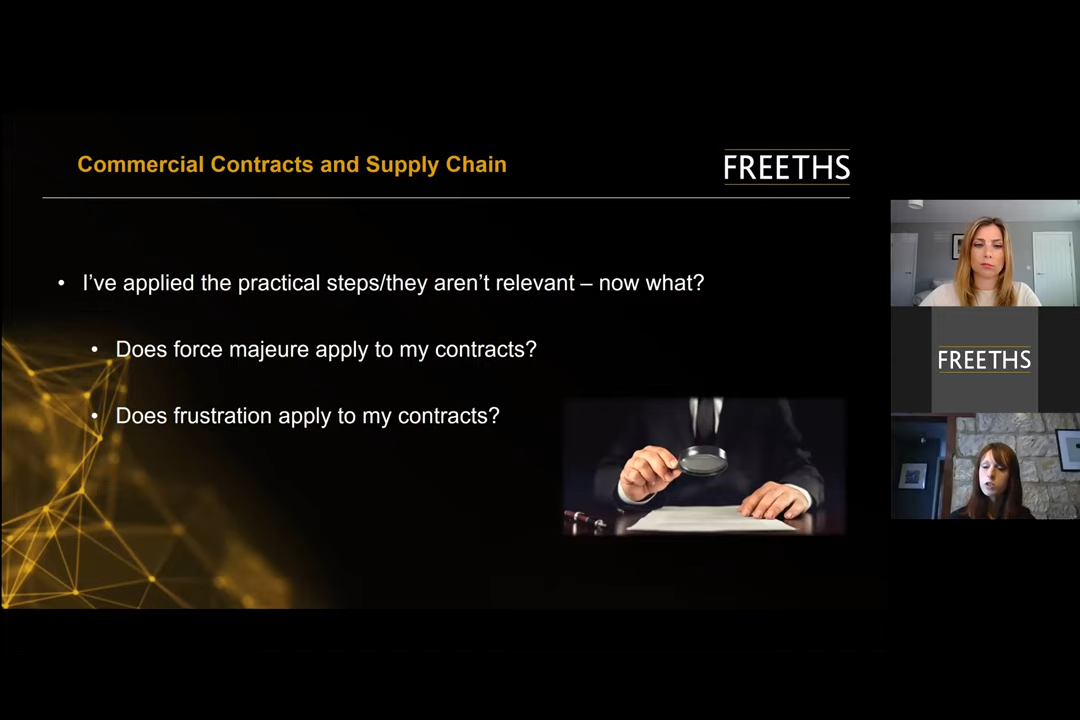 Commercial Contracts and Supply Chain
FREETHS
• I’ve applied the practical steps/they aren’t relevant – now what?
• Does force majeure apply to my contracts?
• Does frustration apply to my contracts?
FREETHS